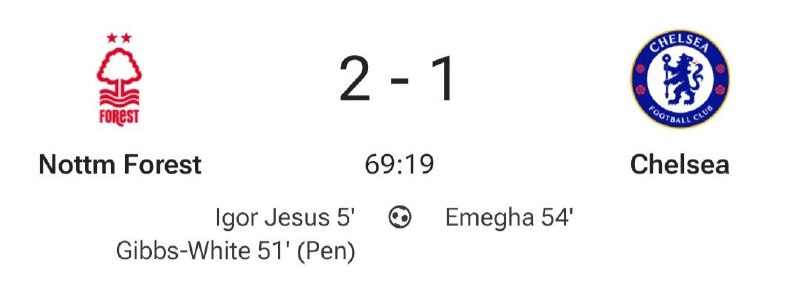 2 - 1
FOREST
CHELSEA
FOOTBALL CLUB
Nottm Forest
69:19
Chelsea
Igor Jesus 5'
Emegha 54'
Gibbs-White 51' (Pen)